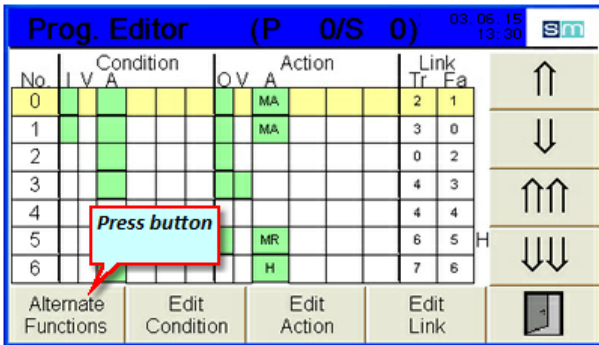 Prog. Editor (P 0/S 0) 03. 06. 15 13: 30 sm
Condition Action Link
No. I V A O V A Tr Fa
0 MA 2 1
1 MA 3 0
2 0 2
3 4 3
4 4 4
Press button
5 MR 6 5 H
6 H 7 6
Alternate Functions Edit Condition Edit Action Edit Link